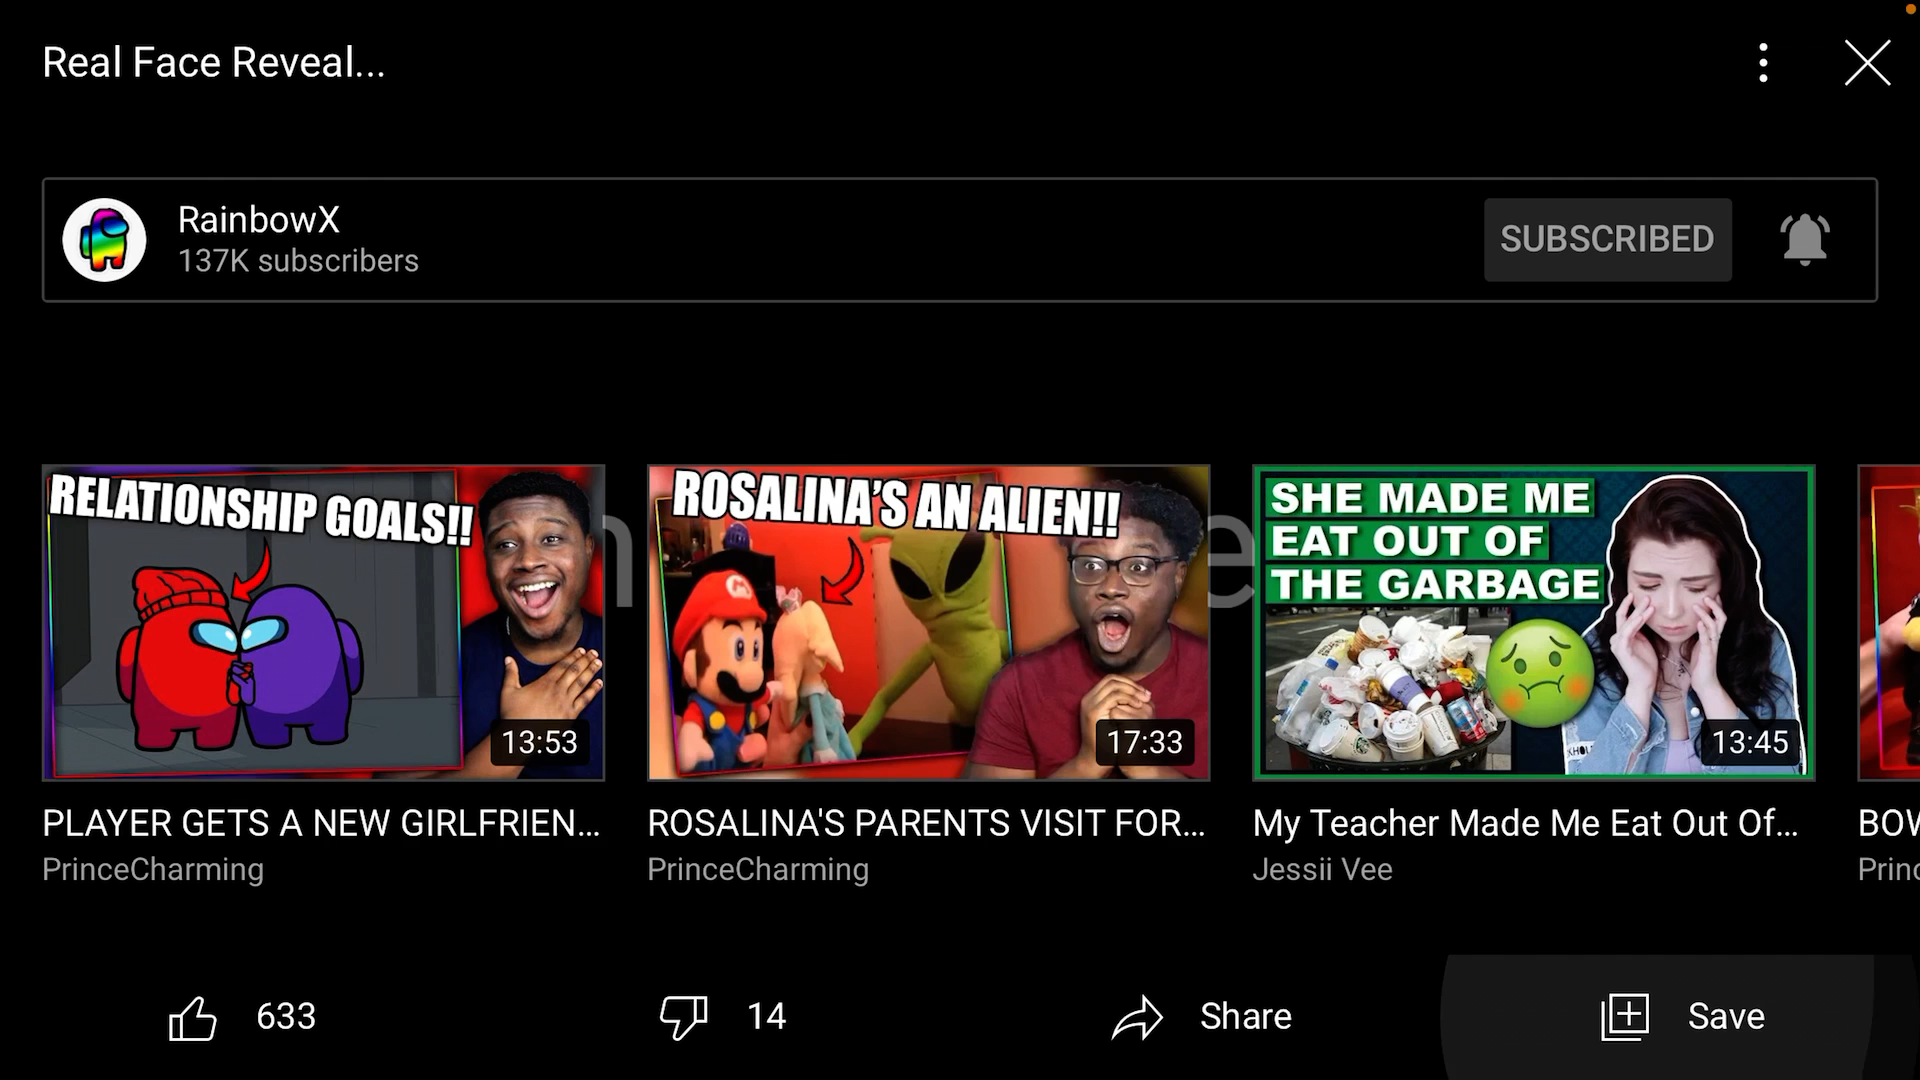 Real Face Reveal...
RainbowX
137K subscribers
SUBSCRIBED
RELATIONSHIP GOALS!!
13:53
PLAYER GETS A NEW GIRLFRIEN...
PrinceCharming
ROSALINA'S AN ALIEN!!
17:33
ROSALINA'S PARENTS VISIT FOR...
PrinceCharming
SHE MADE ME
EAT OUT OF
THE GARBAGE
13:45
My Teacher Made Me Eat Out Of...
Jessii Vee
BOW
Princ
633
14
Share
Save